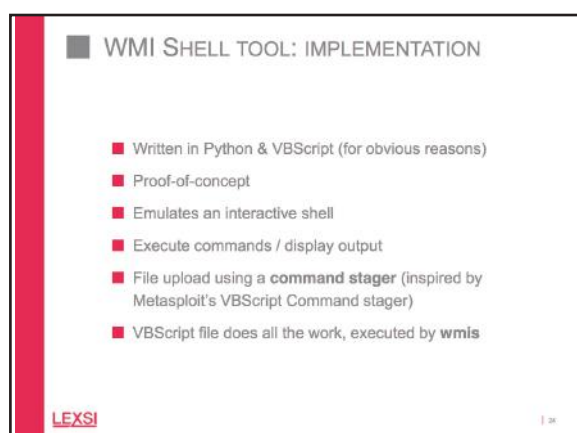 WMI SHELL TOOL: IMPLEMENTATION
Written in Python & VBScript (for obvious reasons)
Proof-of-concept
Emulates an interactive shell
Execute commands / display output
File upload using a command stager (inspired by
Metasploit's VBScript Command stager)
VBScript file does all the work, executed by wmis
LEXSI
| 24